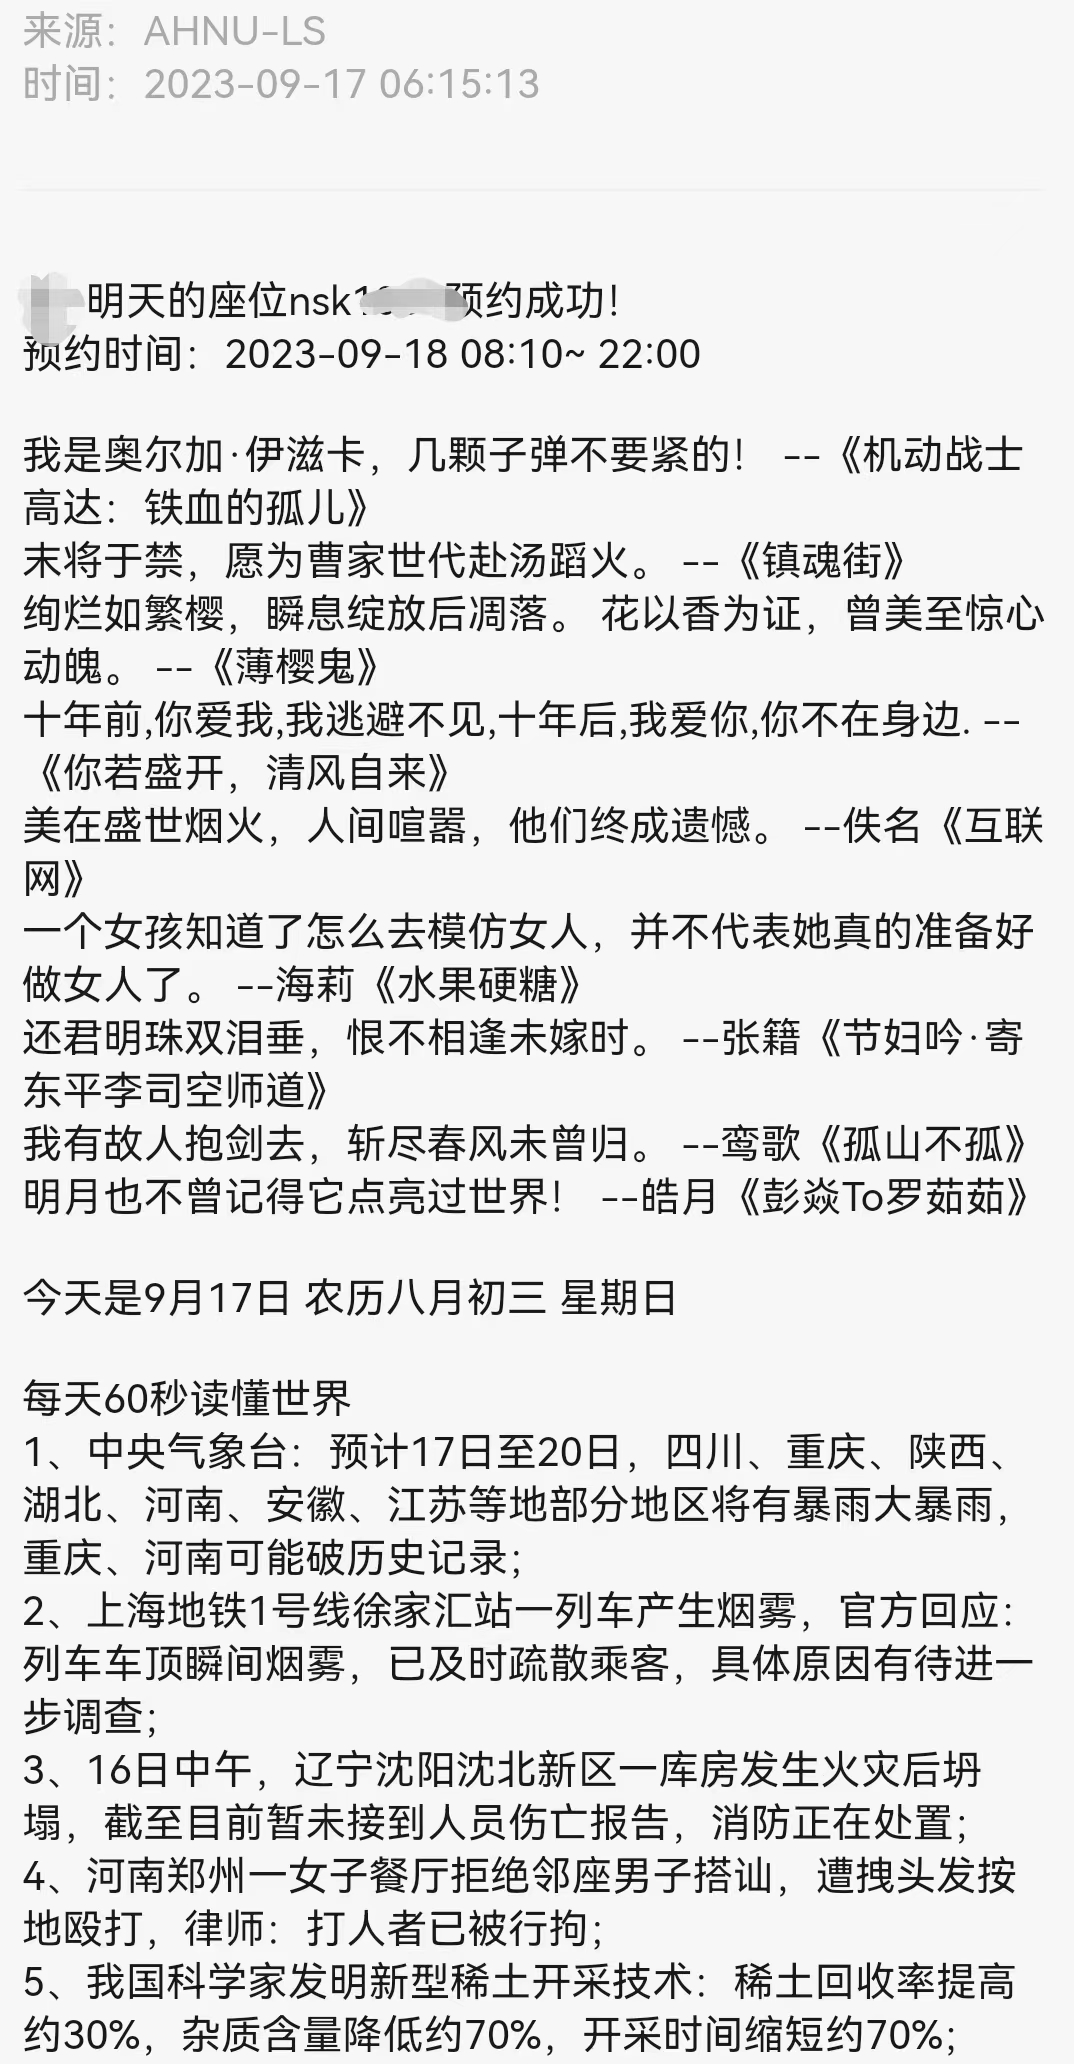 来源：AHNU-LS
时间：2023-09-17 06:15:13
明天的座位nsk1 预约成功！
预约时间：2023-09-18 08:10~ 22:00
我是奥尔加·伊滋卡，几颗子弹不要紧的！ --《机动战士
高达：铁血的孤儿》
末将于禁，愿为曹家世代赴汤蹈火。 --《镇魂街》
绚烂如繁樱，瞬息绽放后凋落。 花以香为证，曾美至惊心
动魄。 --《薄樱鬼》
十年前,你爱我,我逃避不见,十年后,我爱你,你不在身边. --
《你若盛开，清风自来》
美在盛世烟火，人间喧嚣，他们终成遗憾。 --佚名《互联
网》
一个女孩知道了怎么去模仿女人，并不代表她真的准备好
做女人了。 --海莉《水果硬糖》
还君明珠双泪垂，恨不相逢未嫁时。 --张籍《节妇吟·寄
东平李司空师道》
我有故人抱剑去，斩尽春风未曾归。 --鸾歌《孤山不孤》
明月也不曾记得它点亮过世界！ --皓月《彭焱To罗茹茹》
今天是9月17日 农历八月初三 星期日
每天60秒读懂世界
1、中央气象台：预计17日至20日，四川、重庆、陕西、
湖北、河南、安徽、江苏等地部分地区将有暴雨大暴雨，
重庆、河南可能破历史记录；
2、上海地铁1号线徐家汇站一列车产生烟雾，官方回应：
列车车顶瞬间烟雾，已及时疏散乘客，具体原因有待进一
步调查；
3、16日中午，辽宁沈阳沈北新区一库房发生火灾后坍
塌，截至目前暂未接到人员伤亡报告，消防正在处置；
4、河南郑州一女子餐厅拒绝邻座男子搭讪，遭拽头发按
地殴打，律师：打人者已被行拘；
5、我国科学家发明新型稀土开采技术：稀土回收率提高
约30%，杂质含量降低约70%，开采时间缩短约70%；